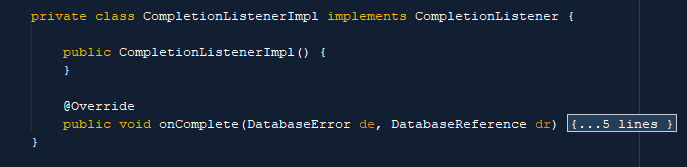 private class CompletionListenerImpl implements CompletionListener {
public CompletionListenerImpl() {
}
@Override
public void onComplete(DatabaseError de, DatabaseReference dr) {...5 lines }
}